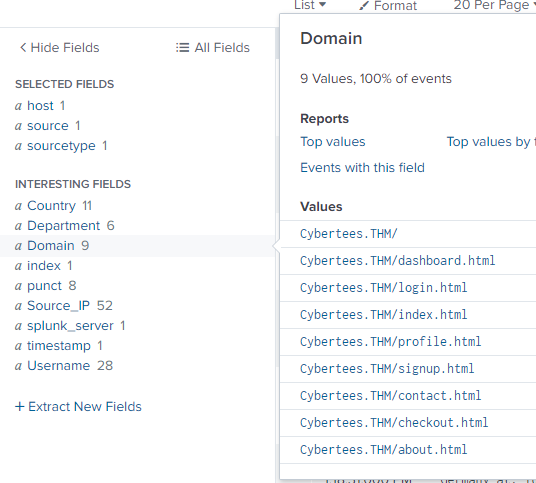 List
Format
20 Per Page
Hide Fields
All Fields
SELECTED FIELDS
a host 1
a source 1
a sourcetype 1
INTERESTING FIELDS
a Country 11
a Department 6
a Domain 9
a index 1
a punct 8
a Source_IP 52
a splunk_server 1
a timestamp 1
a Username 28
+ Extract New Fields
Domain
9 Values, 100% of events
Reports
Top values
Top values by
Events with this field
Values
Cybertees.THM/
Cybertees.THM/dashboard.html
Cybertees.THM/login.html
Cybertees.THM/index.html
Cybertees.THM/profile.html
Cybertees.THM/signup.html
Cybertees.THM/contact.html
Cybertees.THM/checkout.html
Cybertees.THM/about.html